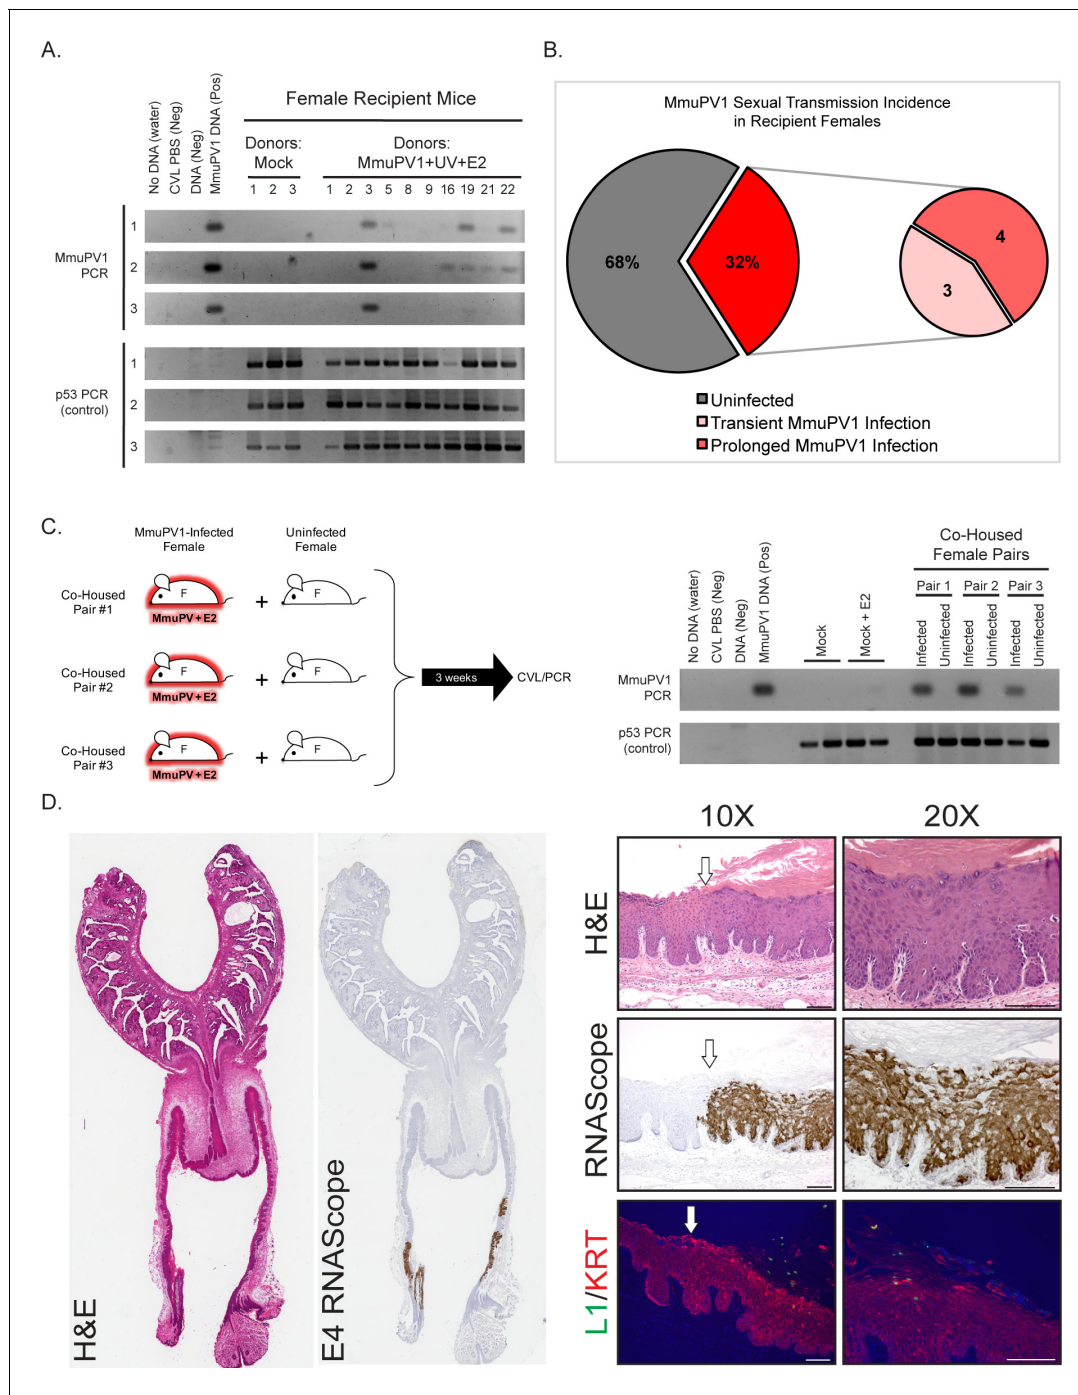 A.
No DNA (water)
CVL PBS (Neg)
DNA (Neg)
MmuPV1 DNA (Pos)
Female Recipient Mice
Donors:
Mock
Donors:
MmuPV1+UV+E2
1 2 3 1 2 3 5 8 9 16 19 21 22
MmuPV1
PCR
1
2
3
p53 PCR
(control)
1
2
3
B.
MmuPV1 Sexual Transmission Incidence
in Recipient Females
68%
32%
4
3
Uninfected
Transient MmuPV1 Infection
Prolonged MmuPV1 Infection
C.
MmuPV1-Infected
Female
Uninfected
Female
Co-Housed
Pair #1
F
MmuPV+E2
+
F
Co-Housed
Pair #2
F
MmuPV+E2
+
F
Co-Housed
Pair #3
F
MmuPV+E2
+
F
3 weeks
CVL/PCR
No DNA (water)
CVL PBS (Neg)
DNA (Neg)
MmuPV1 DNA (Pos)
Mock
Mock + E2
Co-Housed
Female Pairs
Pair 1 Pair 2 Pair 3
Infected
Uninfected
Infected
Uninfected
Infected
Uninfected
MmuPV1
PCR
p53 PCR
(control)
D.
H&E
E4 RNAScope
10X
20X
H&E
RNAScope
L1/KRT